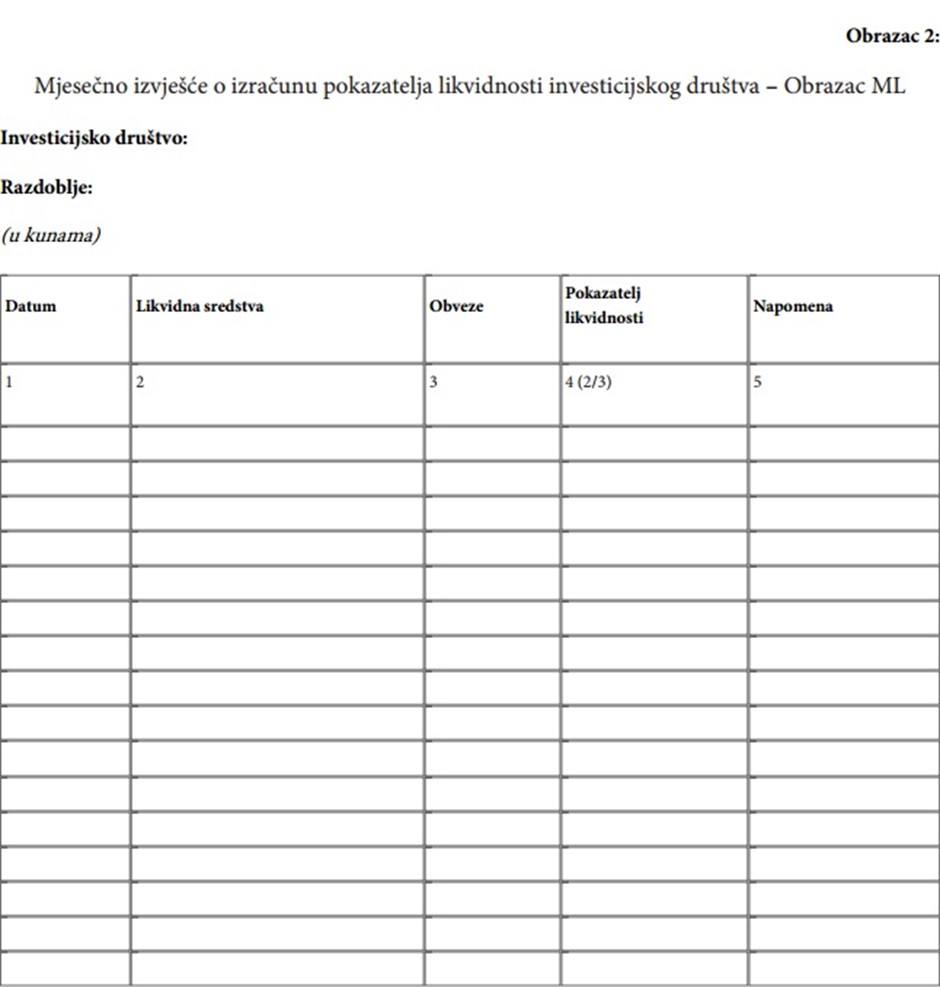 Obrazac 2:
Mjesečno izvješće o izračunu pokazatelja likvidnosti investicijskog društva – Obrazac ML
Investicijsko društvo:
Razdoblje:
(u kunama)
Datum Likvidna sredstva Obveze Pokazatelj likvidnosti Napomena
1 2 3 4 (2/3) 5